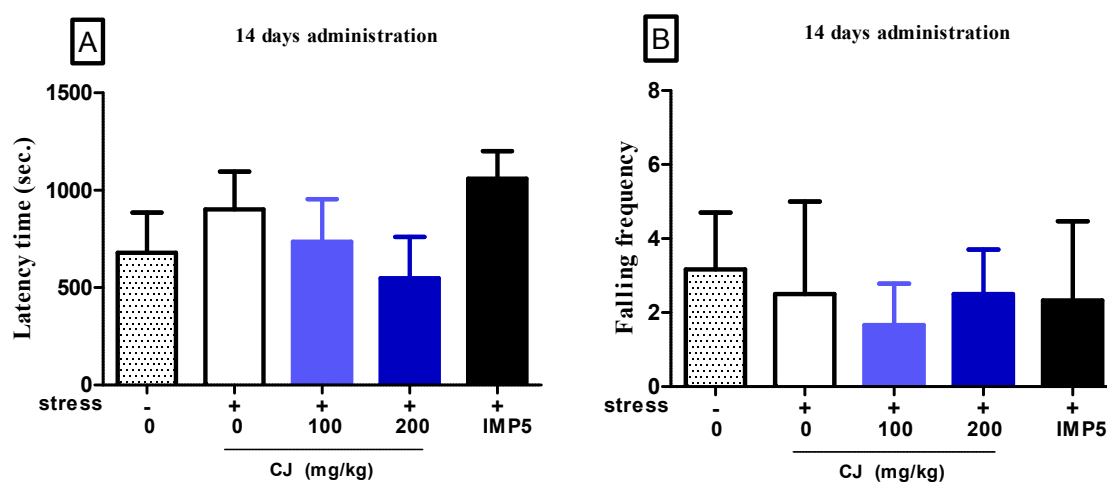 A
14 days administration
Latency time (sec.)
1500
1000
500
0
stress - + + + +
0 0 100 200 IMP5
CJ (mg/kg)
B
14 days administration
Falling frequency
8
6
4
2
0
stress - + + + +
0 0 100 200 IMP5
CJ (mg/kg)